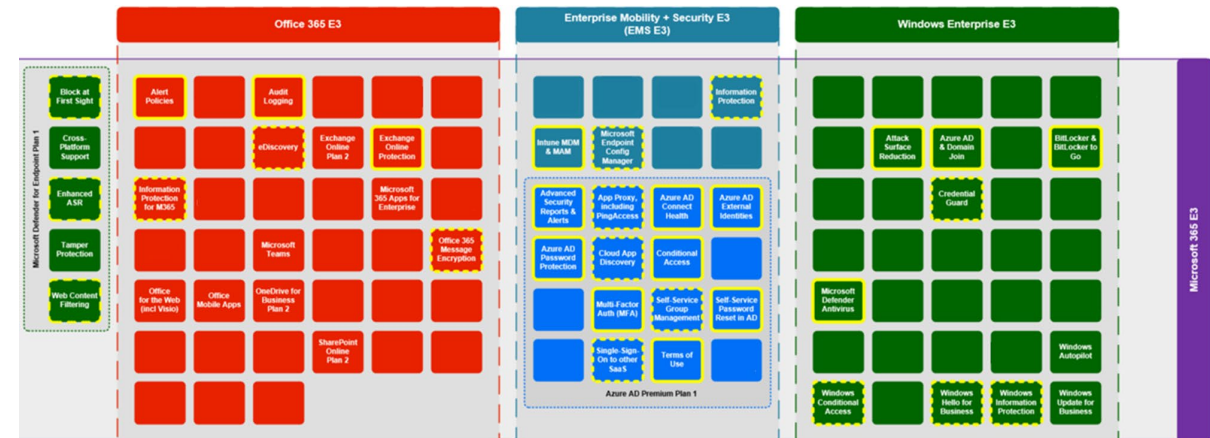 Office 365 E3
Enterprise Mobility + Security E3
(EMS E3)
Windows Enterprise E3
Microsoft Defender for Endpoint Plan 1
Block at
First Sight
Cross-
Platform
Support
Enhanced
ASR
Tamper
Protection
Web Content
Filtering
Alert
Policies
Audit
Logging
eDiscovery
Exchange
Online
Plan 2
Exchange
Online
Protection
Information
Protection
for M365
Microsoft
365 Apps for
Enterprise
Microsoft
Teams
Office 365
Message
Encryption
Office
for the Web
(incl Visio)
Office
Mobile Apps
OneDrive for
Business
Plan 2
SharePoint
Online
Plan 2
Information
Protection
Intune MDM
& MAM
Microsoft
Endpoint
Config
Manager
Advanced
Security
Reports &
Alerts
App Proxy,
including
PingAccess
Azure AD
Connect
Health
Azure AD
External
Identities
Azure AD
Password
Protection
Cloud App
Discovery
Conditional
Access
Multi-Factor
Auth (MFA)
Self-Service
Group
Management
Self-Service
Password
Reset in AD
Single-Sign-
On to other
SaaS
Terms of
Use
Azure AD Premium Plan 1
Attack
Surface
Reduction
Azure AD
& Domain
Join
BitLocker &
BitLocker to
Go
Credential
Guard
Microsoft
Defender
Antivirus
Windows
Autopilot
Windows
Conditional
Access
Windows
Hello for
Business
Windows
Information
Protection
Windows
Update for
Business
Microsoft 365 E3